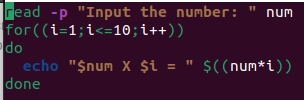 read -p "Input the number: " num
for((i=1;i<=10;i++))
do
  echo "$num X $i = " $((num*i))
done